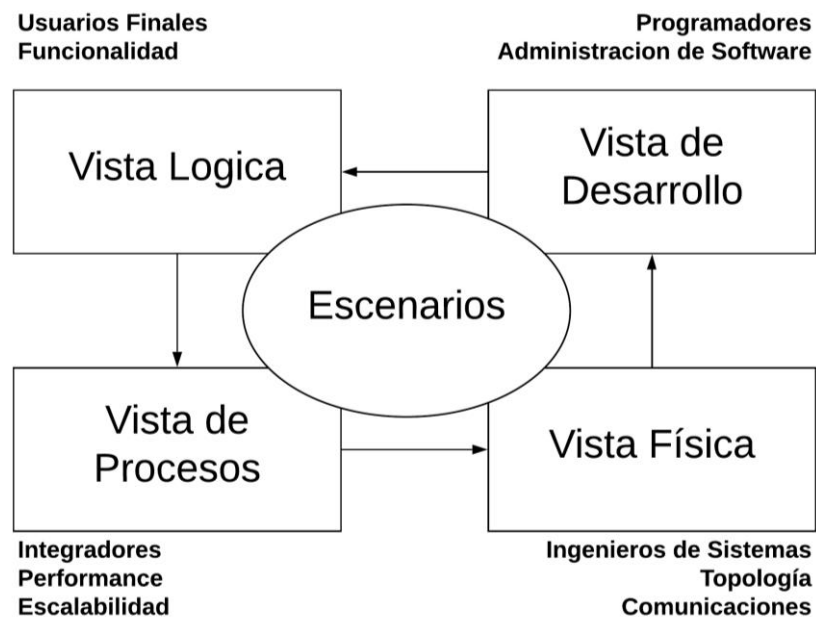 Usuarios Finales
Funcionalidad
Programadores
Administracion de Software
Vista Logica
Vista de
Desarrollo
Escenarios
Vista de
Procesos
Vista Física
Integradores
Performance
Escalabilidad
Ingenieros de Sistemas
Topología
Comunicaciones